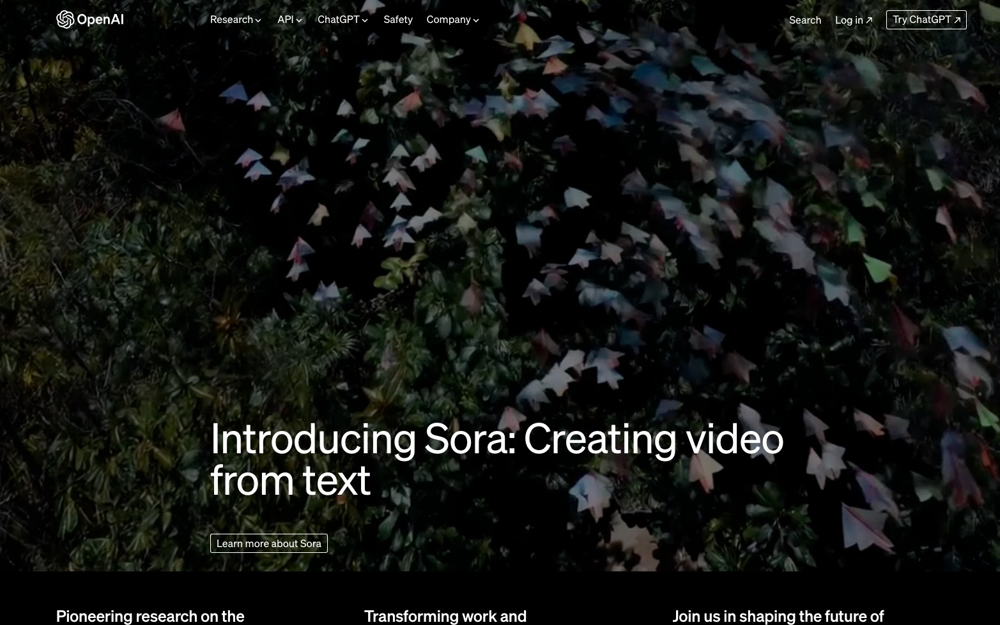 OpenAI
Research
API
ChatGPT
Safety
Company
Search
Log in
Try ChatGPT
Introducing Sora: Creating video
from text
Learn more about Sora
Pioneering research on the
Transforming work and
Join us in shaping the future of